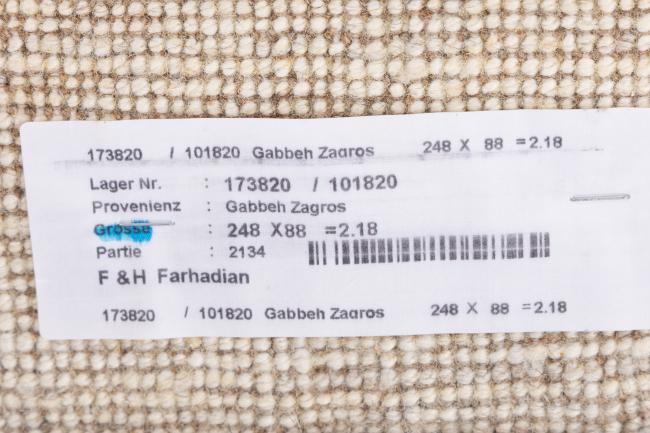 173820 / 101820 Gabbeh Zagros 248 X 88 =2.18
Lager Nr. : 173820 / 101820
Provenienz : Gabbeh Zagros
Grösse : 248 X88 =2.18
Partie : 2134
F &H Farhadian
173820 / 101820 Gabbeh Zagros 248 X 88 =2.18